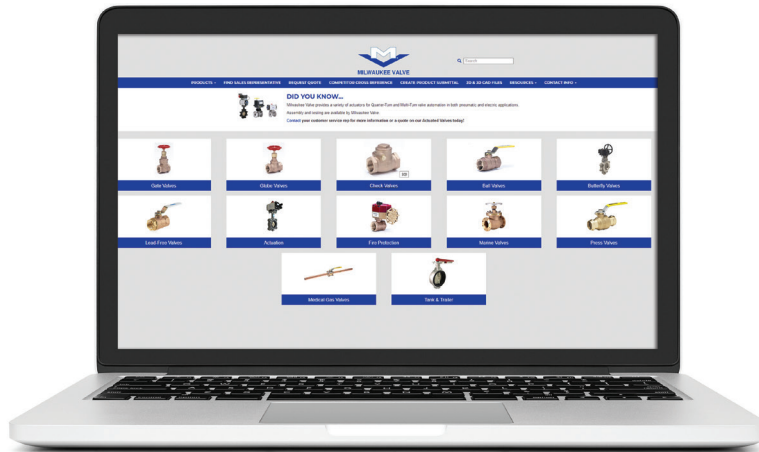 MILWAUKEE VALVE
Search
PRODUCTS FIND SALES REPRESENTATIVE REQUEST QUOTE COMPETITOR CROSS REFERENCE CREATE PRODUCT SUBMITTAL 2D & 3D CAD FILES RESOURCES CONTACT INFO
DID YOU KNOW...
Milwaukee Valve provides a variety of actuators for Quarter-Turn and Multi-Turn valve automation in both pneumatic and electric applications.
Assembly and testing are available by Milwaukee Valve.
Contact your customer service rep for more information or a quote on our Actuated Valves today!
Gate Valves Globe Valves Check Valves Ball Valves Butterfly Valves
Lead Free Valves Actuation Fire Protection Marine Valves Press Valves
Medical Gas Valves Tank & Trailer